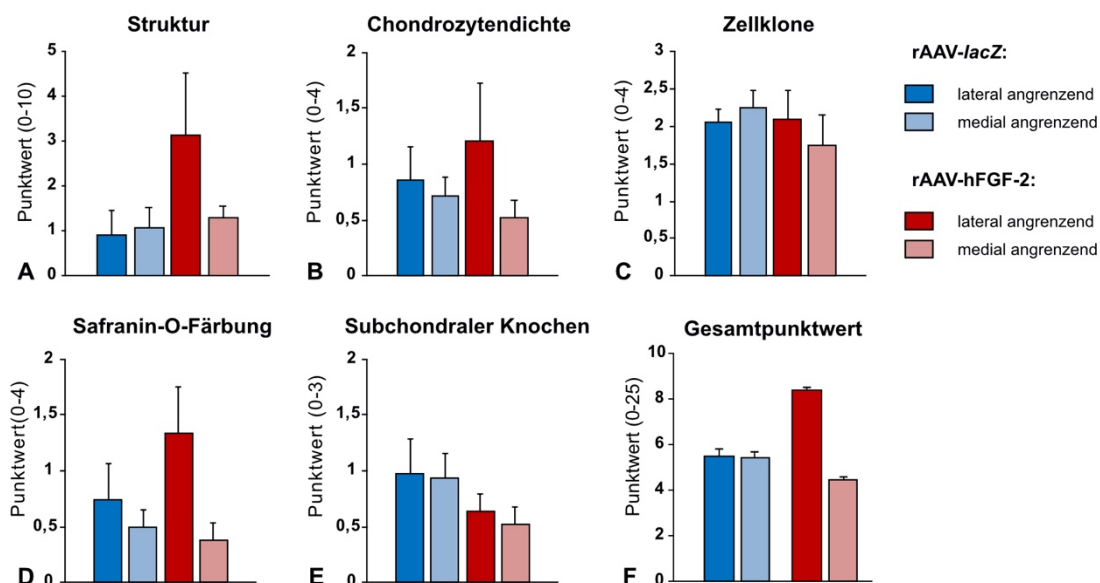 Struktur
Punktwert (0-10)
5
4
3
2
1
0
A
Chondrozytendichte
Punktwert (0-4)
2
1,5
1
0,5
0
B
Zellklone
Punktwert (0-4)
3
2,5
2
1,5
1
0,5
0
C
rAAV-lacZ:
lateral angrenzend
medial angrenzend
rAAV-hFGF-2:
lateral angrenzend
medial angrenzend
Safranin-O-Färbung
Punktwert(0-4)
2
1,5
1
0,5
0
D
Subchondraler Knochen
Punktwert (0-3)
2
1,5
1
0,5
0
E
Gesamtpunktwert
Punktwert (0-25)
10
8
6
4
2
0
F